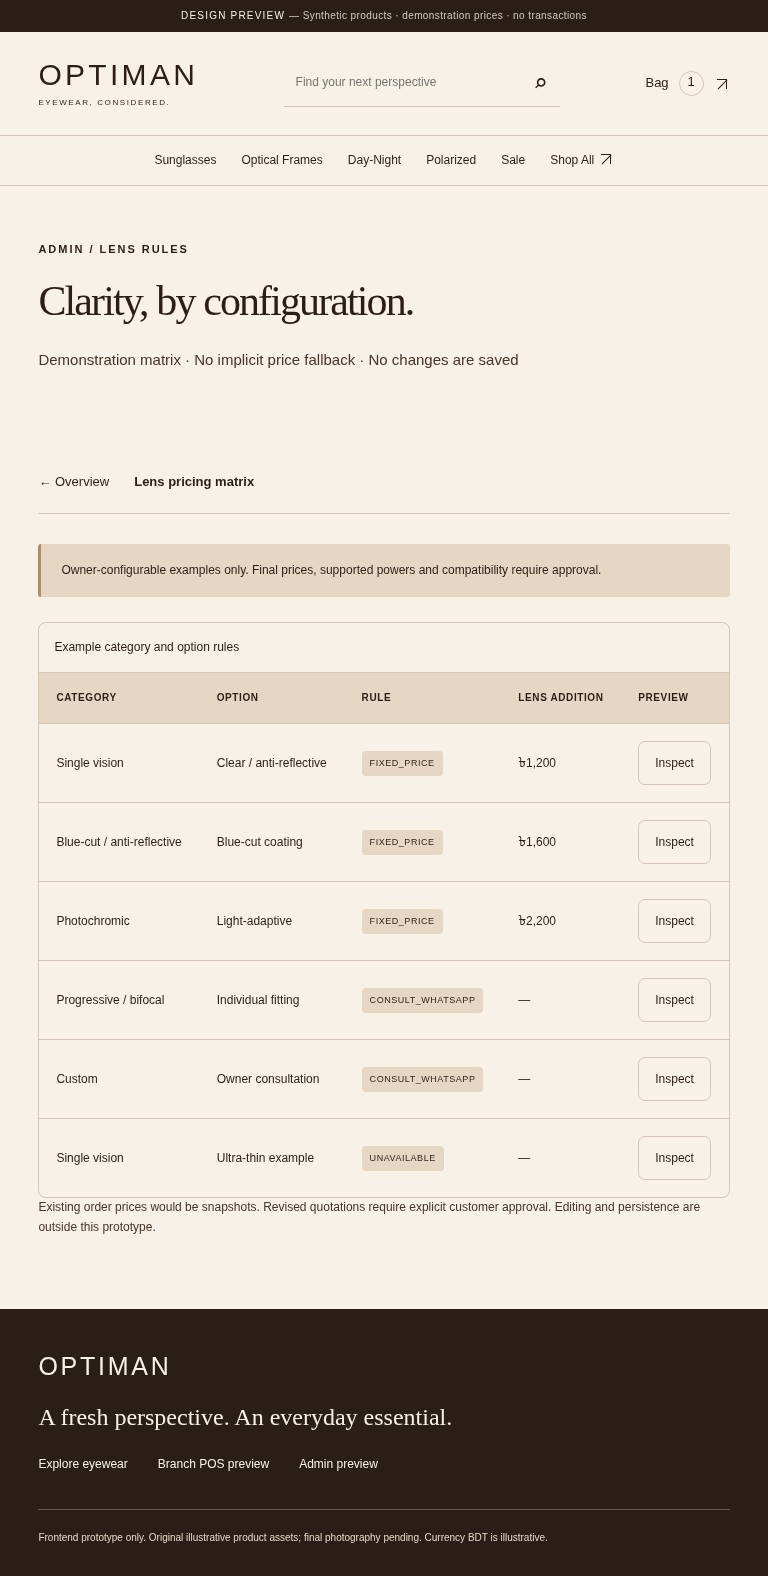 DESIGN PREVIEW — Synthetic products · demonstration prices · no transactions
OPTIMAN
EYEWEAR, CONSIDERED.
Find your next perspective
Bag 1
Sunglasses Optical Frames Day-Night Polarized Sale Shop All
ADMIN / LENS RULES
Clarity, by configuration.
Demonstration matrix · No implicit price fallback · No changes are saved
← Overview Lens pricing matrix
Owner-configurable examples only. Final prices, supported powers and compatibility require approval.
Example category and option rules
CATEGORY OPTION RULE LENS ADDITION PREVIEW
Single vision Clear / anti-reflective FIXED_PRICE ৳1,200 Inspect
Blue-cut / anti-reflective Blue-cut coating FIXED_PRICE ৳1,600 Inspect
Photochromic Light-adaptive FIXED_PRICE ৳2,200 Inspect
Progressive / bifocal Individual fitting CONSULT_WHATSAPP — Inspect
Custom Owner consultation CONSULT_WHATSAPP — Inspect
Single vision Ultra-thin example UNAVAILABLE — Inspect
Existing order prices would be snapshots. Revised quotations require explicit customer approval. Editing and persistence are
outside this prototype.
OPTIMAN
A fresh perspective. An everyday essential.
Explore eyewear Branch POS preview Admin preview
Frontend prototype only. Original illustrative product assets; final photography pending. Currency BDT is illustrative.